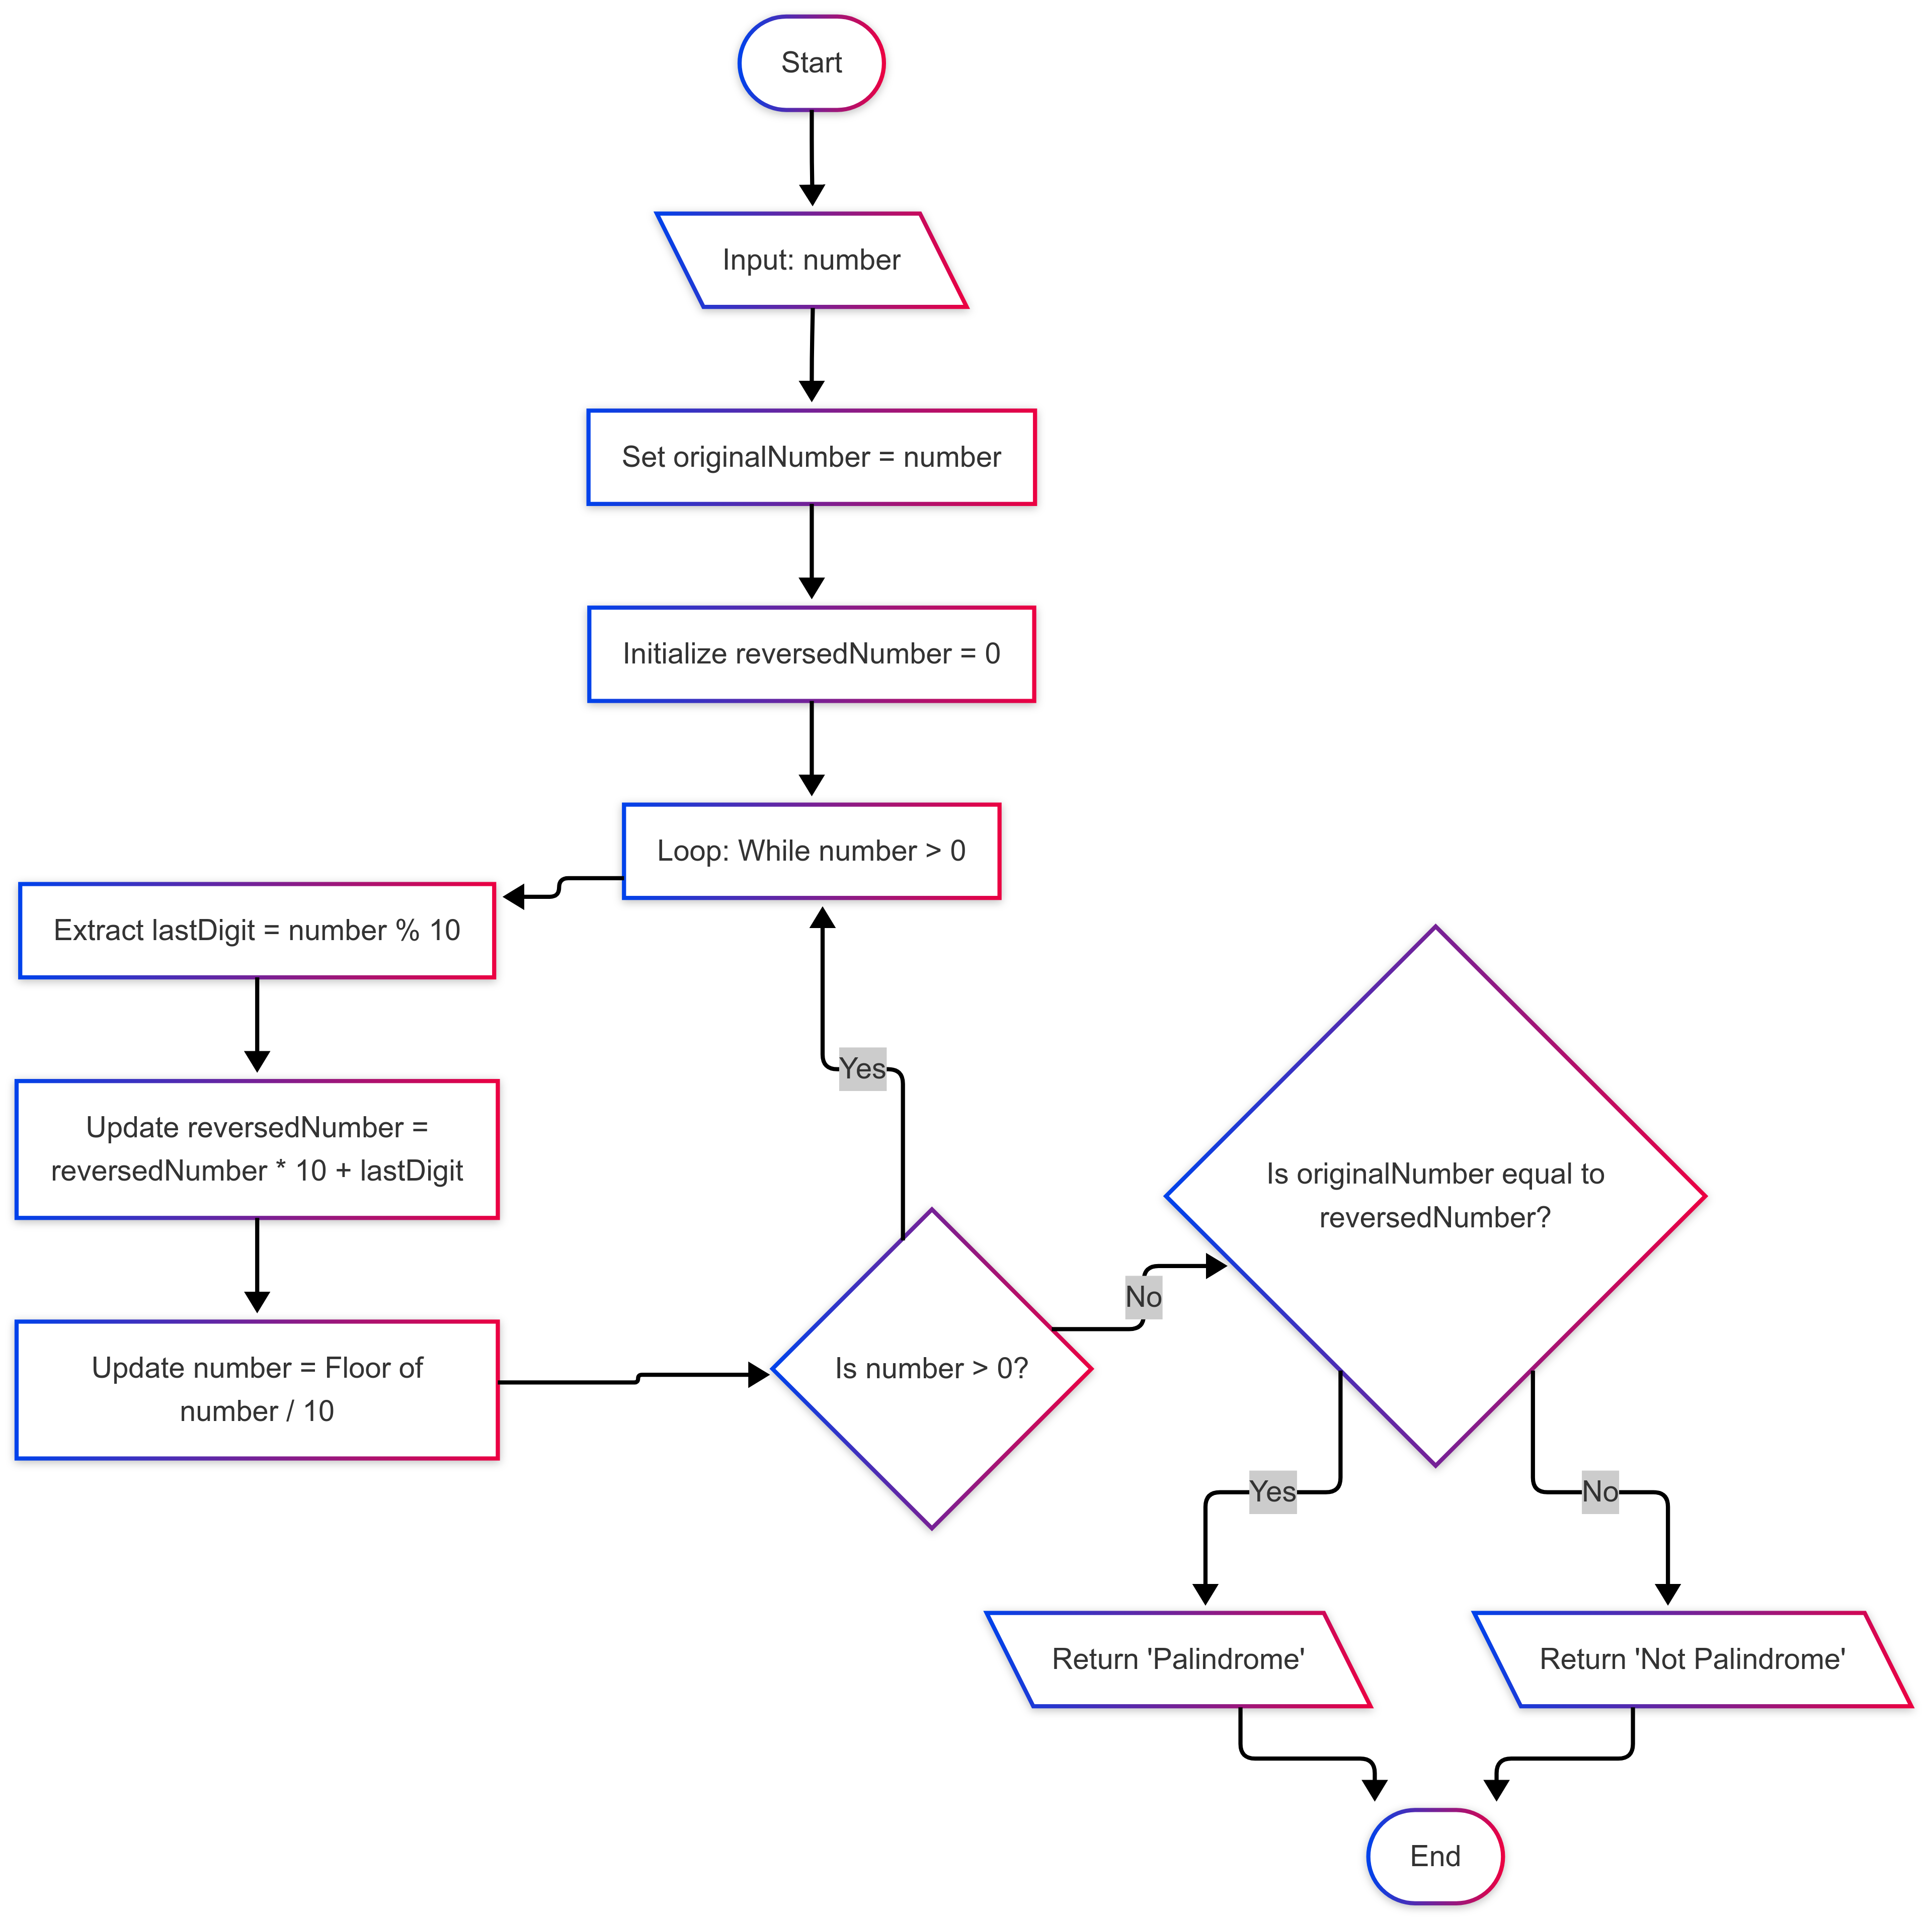 Start
Input: number
Set originalNumber = number
Initialize reversedNumber = 0
Loop: While number > 0
Extract lastDigit = number % 10
Update reversedNumber =
reversedNumber * 10 + lastDigit
Update number = Floor of
number / 10
Is number > 0?
Yes
No
Is originalNumber equal to
reversedNumber?
Yes
No
Return 'Palindrome'
Return 'Not Palindrome'
End